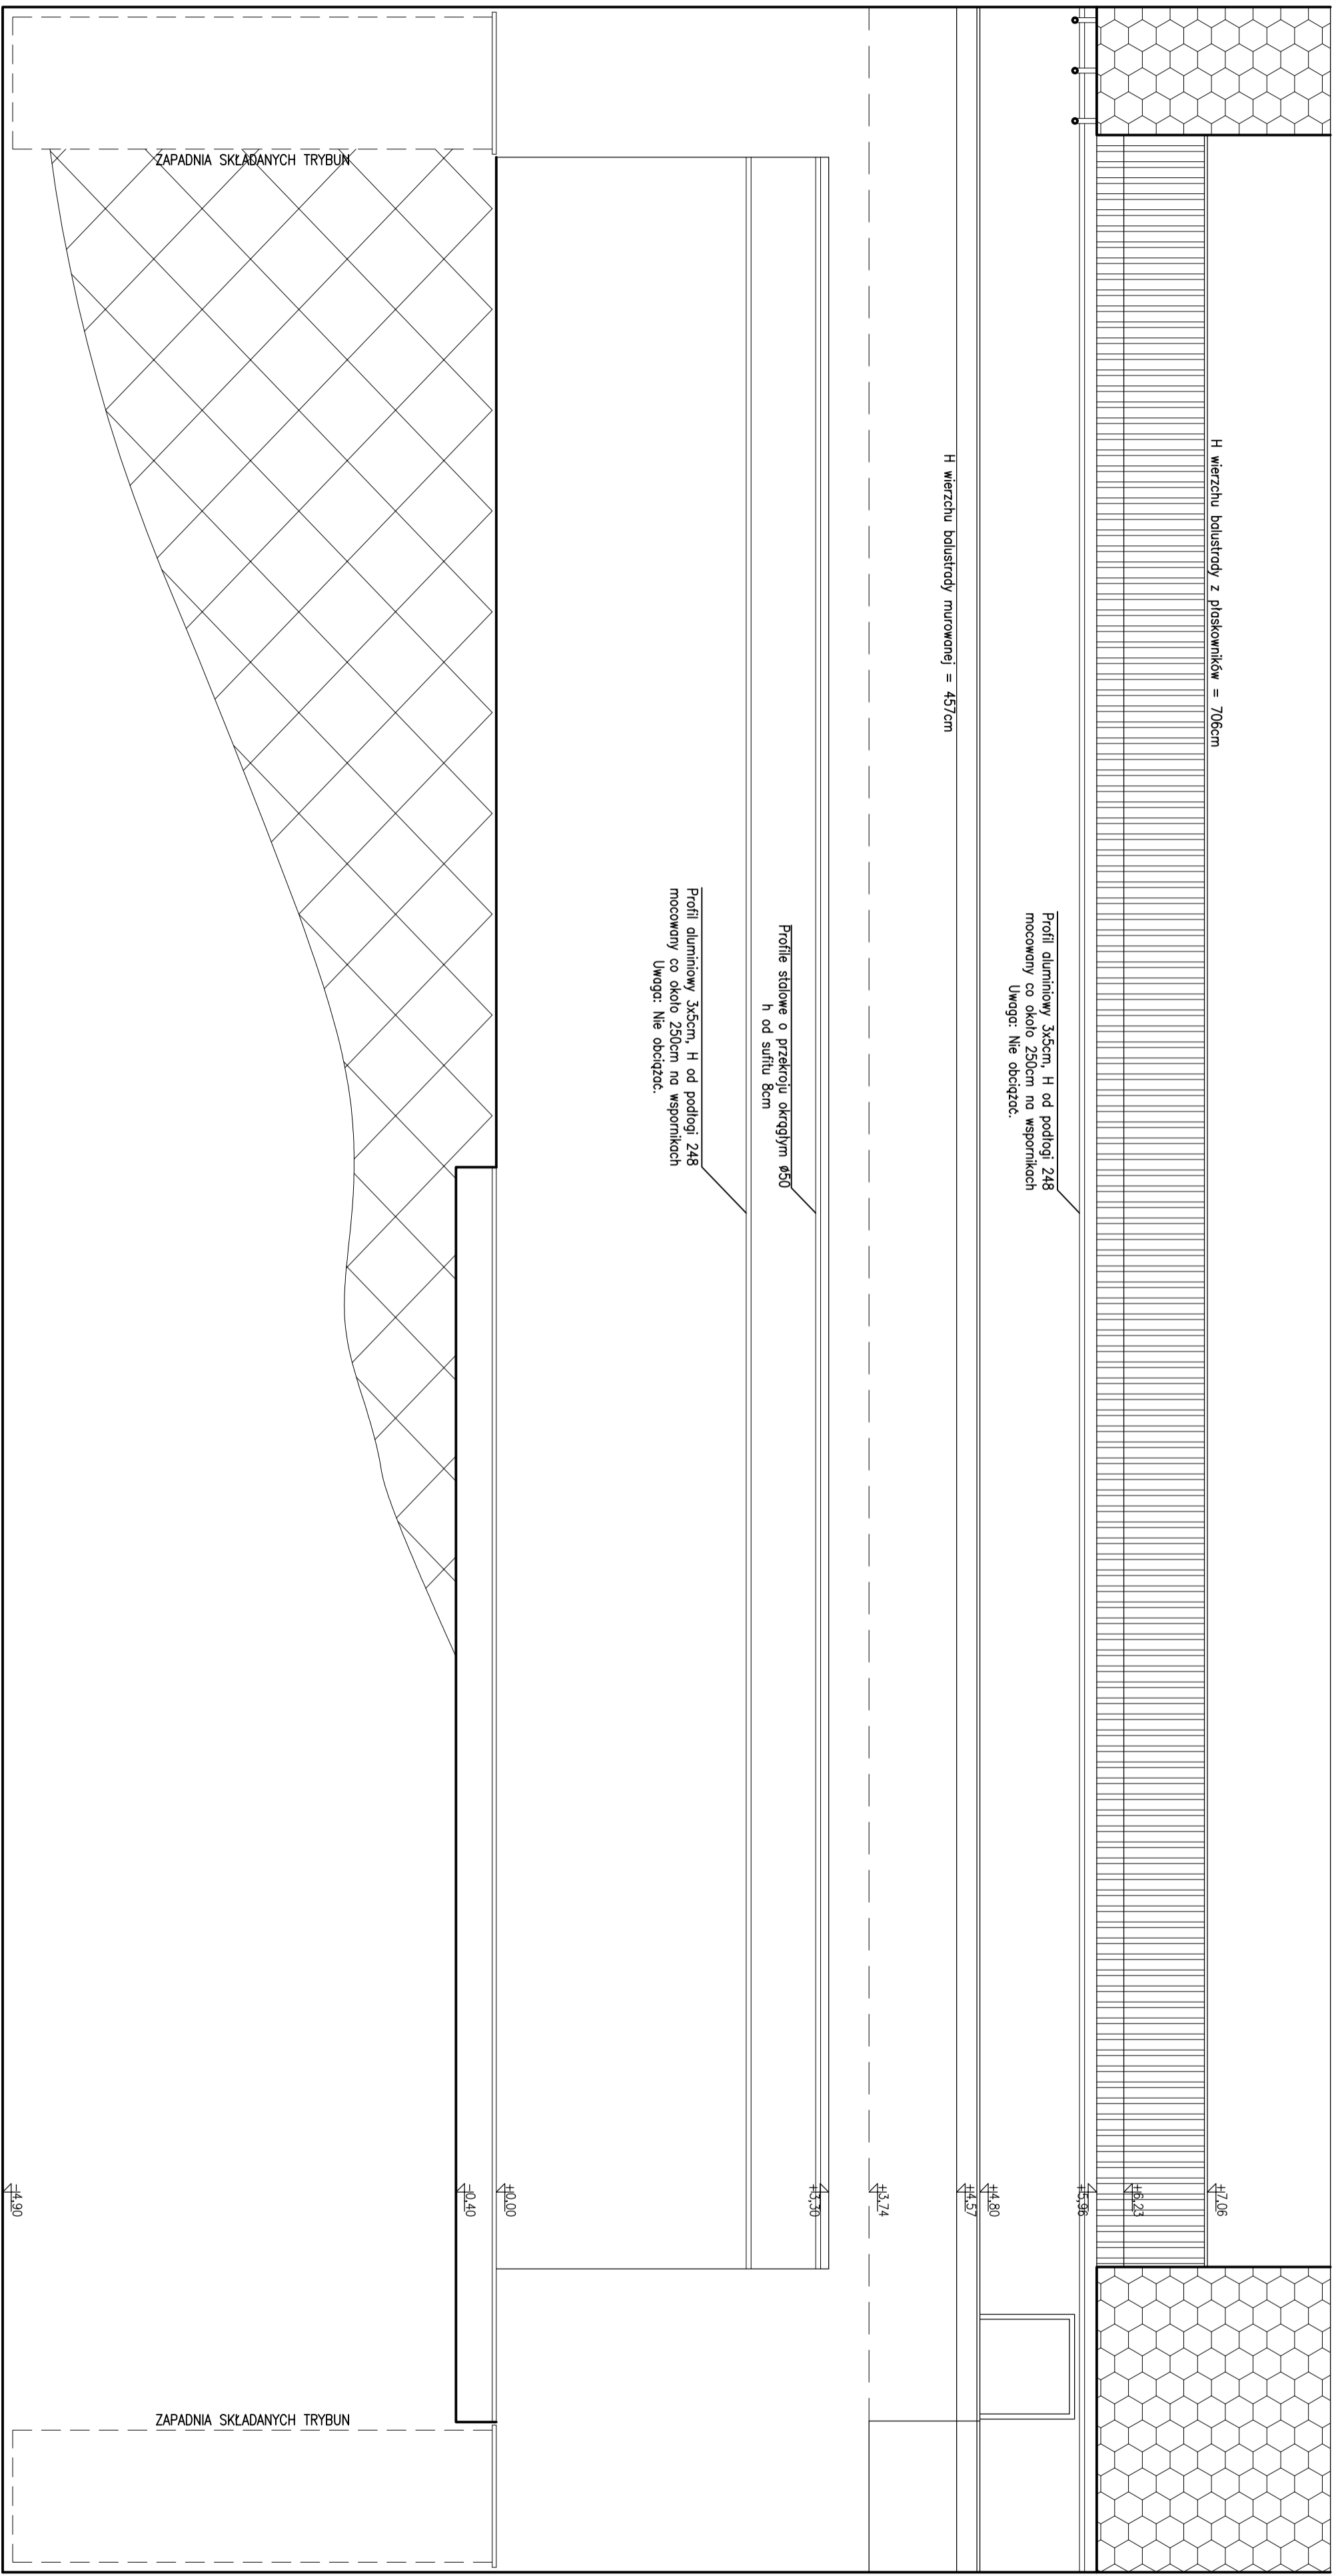 H wierzchu balustrady z płaskowników = 706cm
Profil aluminiowy 3x5cm, H od podłogi 248
mocowany co około 250cm na wspornikach
Uwaga: Nie obciążać.
H wierzchu balustrady murowanej = 457cm
Profile stalowe o przekroju okrągłym ø50
h od sufitu 8cm
Profil aluminiowy 3x5cm, H od podłogi 248
mocowany co około 250cm na wspornikach
Uwaga: Nie obciążać.
+7,06
+6,23
+5,96
+4,80
+4,57
+3,74
+3,30
±0,00
-0,40
-4,90
ZAPADNIA SKŁADANYCH TRYBUN
ZAPADNIA SKŁADANYCH TRYBUN